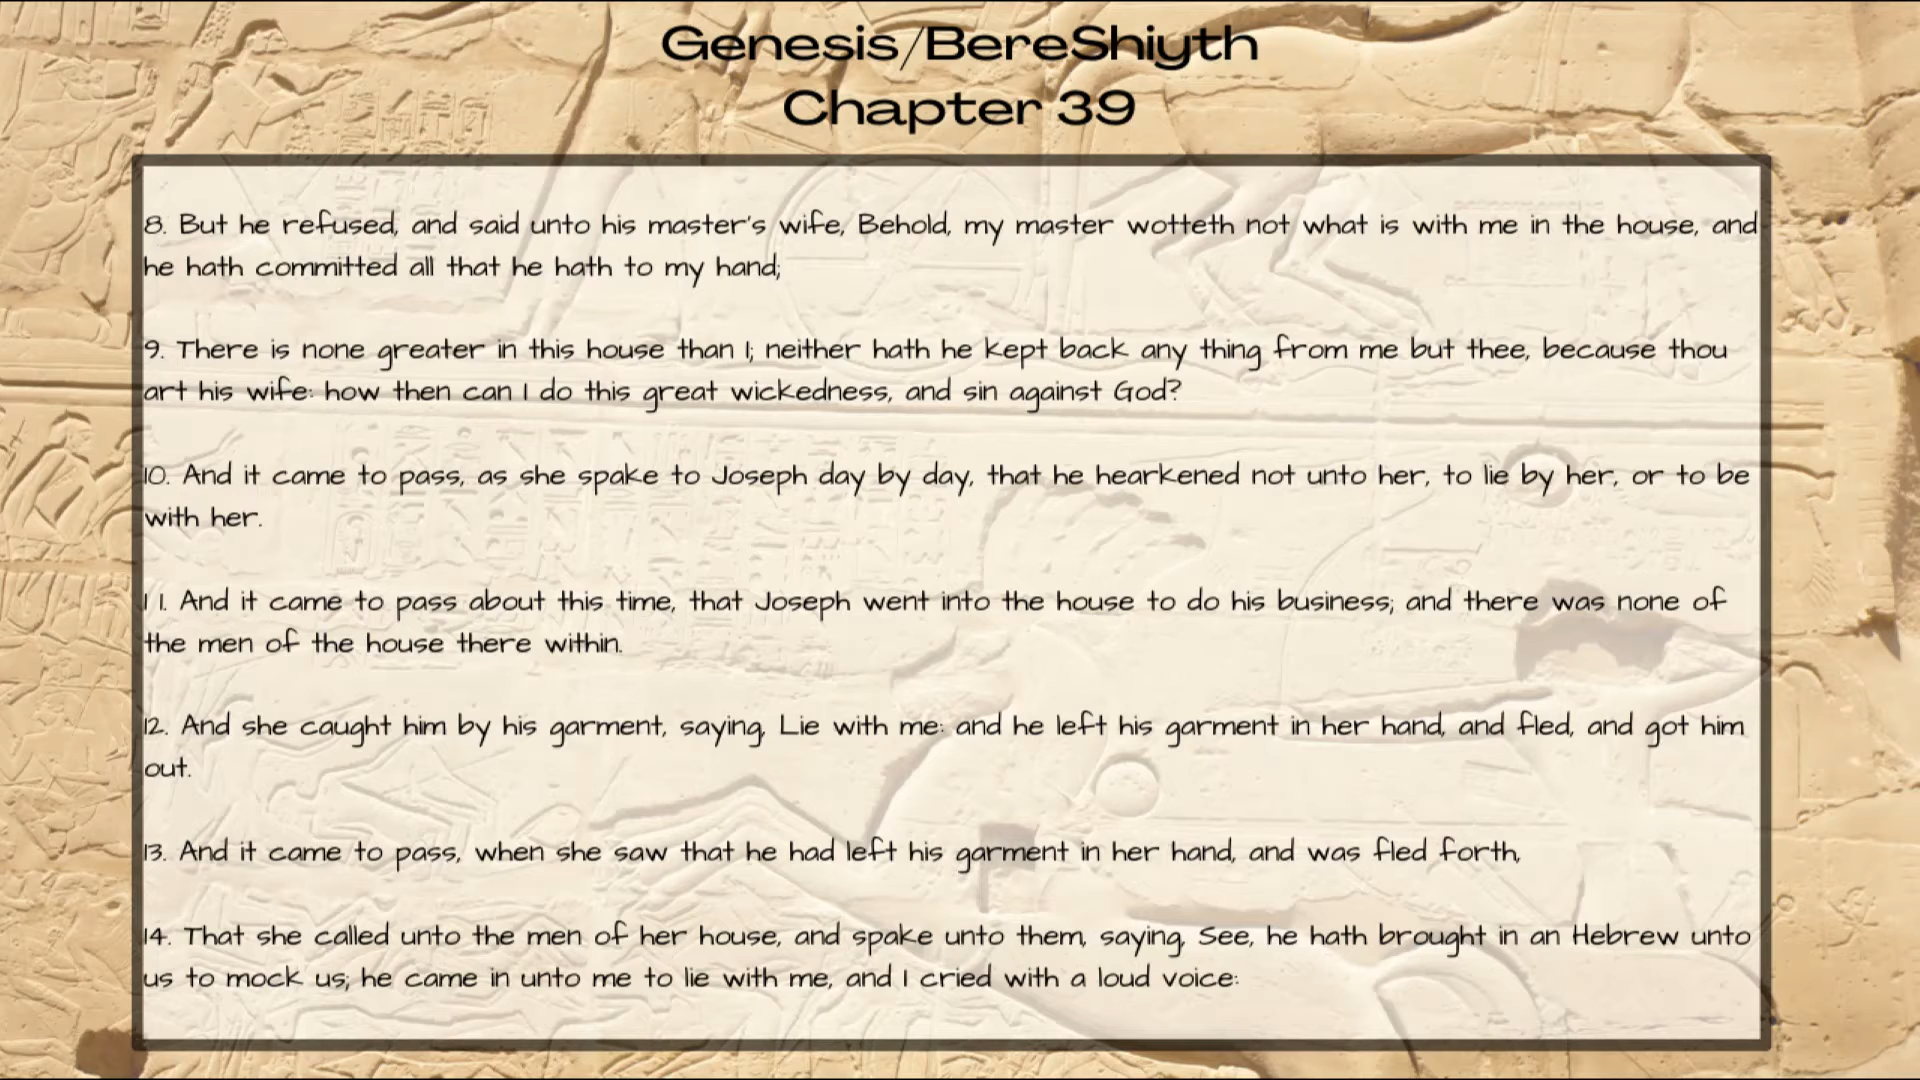 Genesis/BereShiyth
Chapter 39
8. But he refused, and said unto his master's wife, Behold, my master wotteth not what is with me in the house, and
he hath committed all that he hath to my hand;
9. There is none greater in this house than I; neither hath he kept back any thing from me but thee, because thou
art his wife: how then can I do this great wickedness, and sin against God?
10. And it came to pass, as she spake to Joseph day by day, that he hearkened not unto her, to lie by her, or to be
with her.
11. And it came to pass about this time, that Joseph went into the house to do his business; and there was none of
the men of the house there within.
12. And she caught him by his garment, saying, Lie with me: and he left his garment in her hand, and fled, and got him
out.
13. And it came to pass, when she saw that he had left his garment in her hand, and was fled forth,
14. That she called unto the men of her house, and spake unto them, saying, See, he hath brought in an Hebrew unto
us to mock us; he came in unto me to lie with me, and I cried with a loud voice: